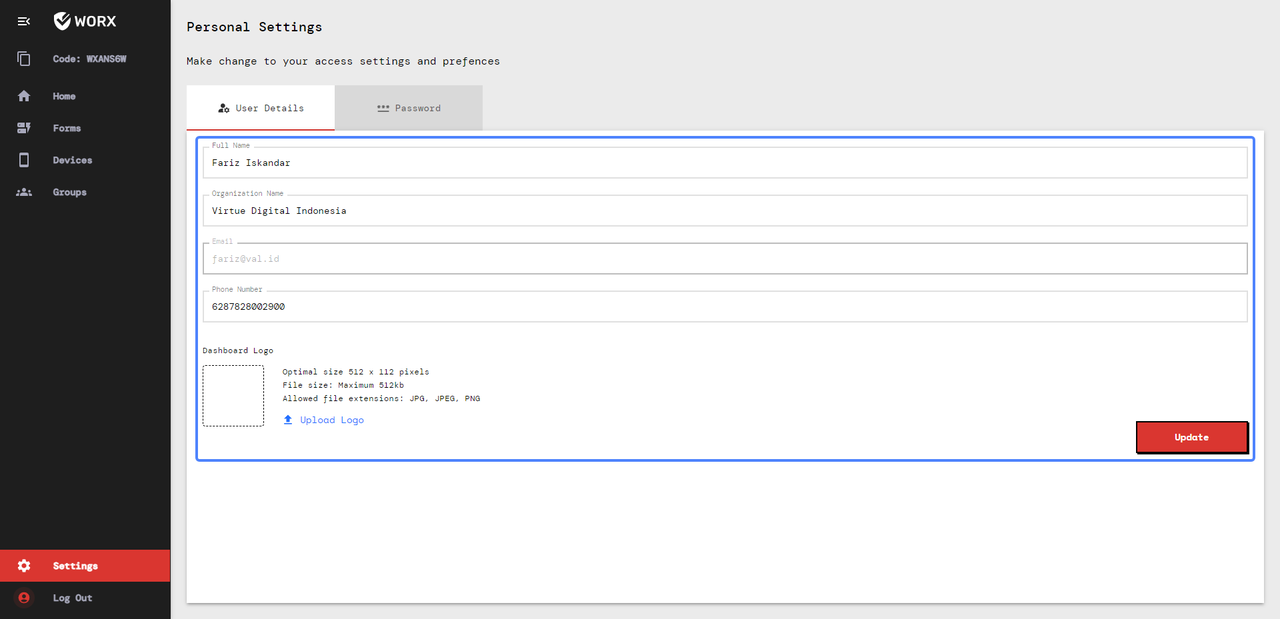 WORX
Code: WXANS6W
Home
Forms
Devices
Groups
Settings
Log Out
Personal Settings
Make change to your access settings and prefences
User Details
Password
Full Name
Fariz Iskandar
Organization Name
Virtue Digital Indonesia
Email
fariz@val.id
Phone Number
6287828002900
Dashboard Logo
Optimal size 512 x 112 pixels
File size: Maximum 512kb
Allowed file extensions: JPG, JPEG, PNG
Upload Logo
Update